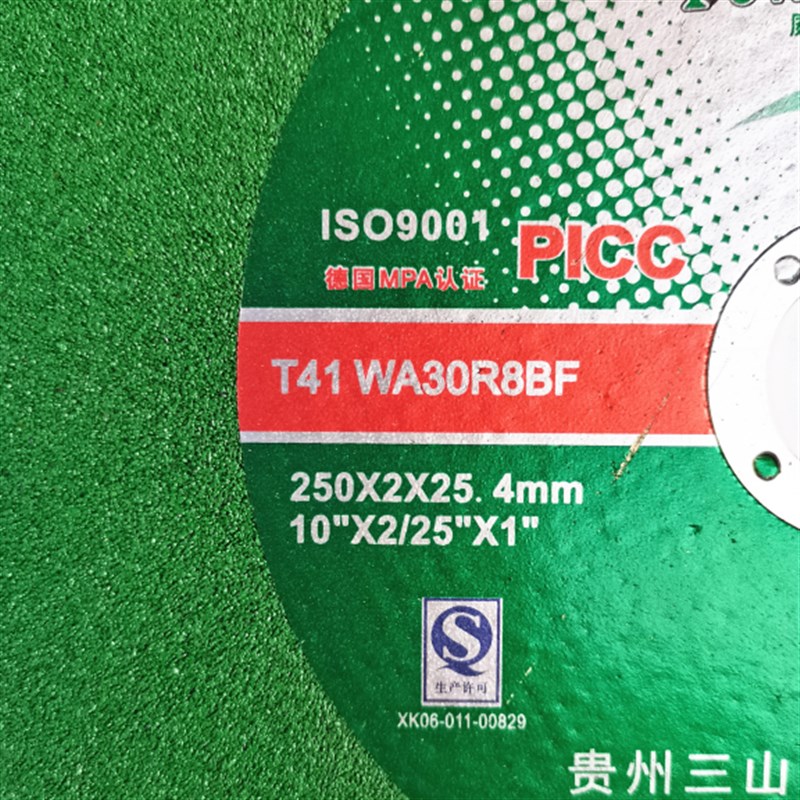 ISO9001
PICC
德国MPA认证
T41 WA30R8BF
250X2X25.4mm
10"X2/25"X1"
生产许可
XK06-011-00829
贵州三山